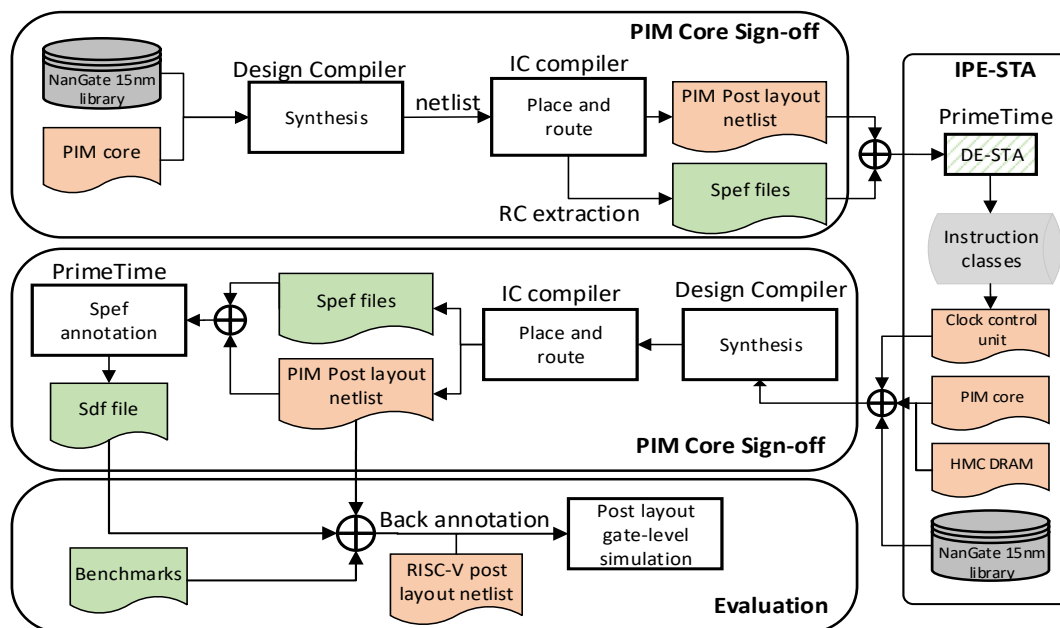 PIM Core Sign-off
NanGate 15nm
library
PIM core
Design Compiler
Synthesis
netlist
IC compiler
Place and
route
RC extraction
PIM Post layout
netlist
Spef files
IPE-STA
PrimeTime
DE-STA
Instruction
classes
Clock control
unit
PIM core
HMC DRAM
NanGate 15nm
library
PrimeTime
Spef
annotation
Sdf file
Spef files
PIM Post layout
netlist
IC compiler
Place and
route
Design Compiler
Synthesis
PIM Core Sign-off
Benchmarks
Back annotation
RISC-V post
layout netlist
Post layout
gate-level
simulation
Evaluation